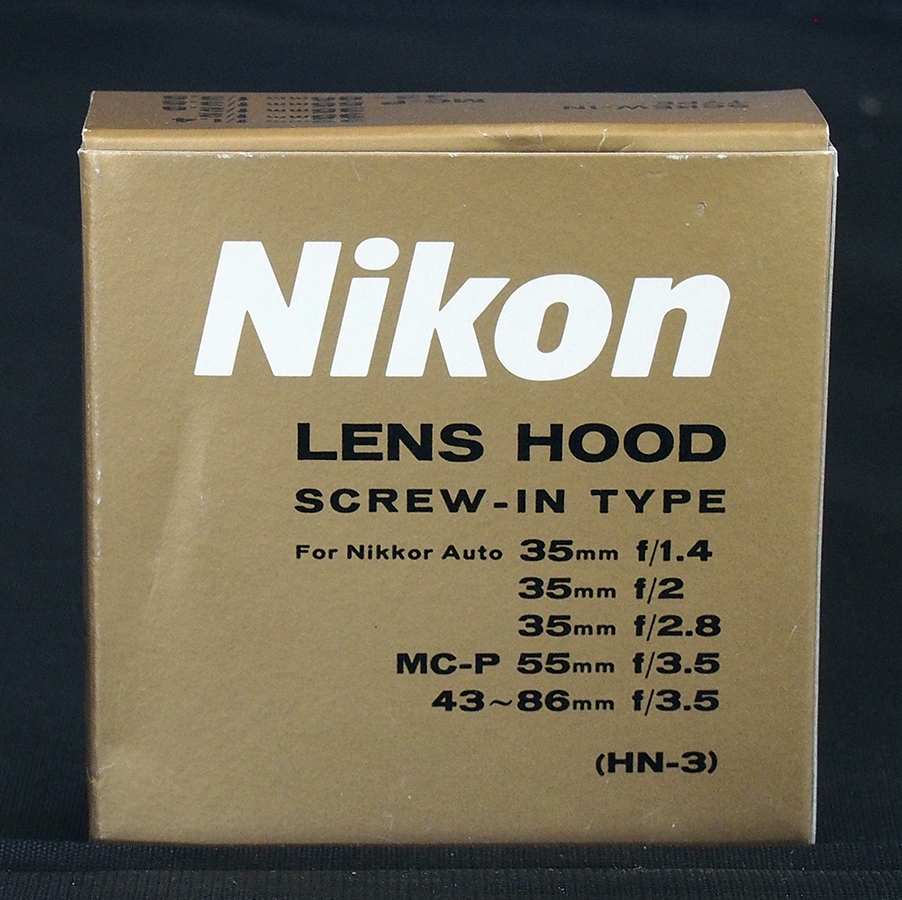 Nikon
LENS HOOD
SCREW-IN TYPE
For Nikkor Auto 35mm f/1.4
35mm f/2
35mm f/2.8
MC-P 55mm f/3.5
43~86mm f/3.5
(HN-3)